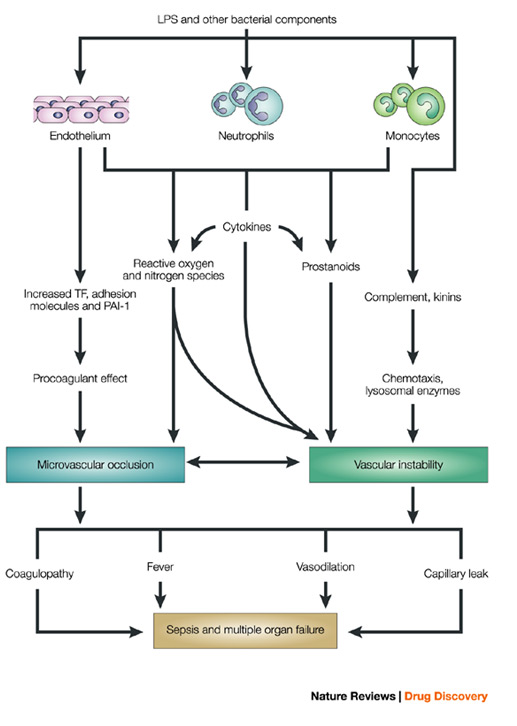 LPS and other bacterial components
Endothelium
Neutrophils
Monocytes
Cytokines
Reactive oxygen
and nitrogen species
Prostanoids
Increased TF, adhesion
molecules and PAI-1
Complement, kinins
Procoagulant effect
Chemotaxis,
lysosomal enzymes
Microvascular occlusion
Vascular instability
Coagulopathy
Fever
Vasodilation
Capillary leak
Sepsis and multiple organ failure
Nature Reviews | Drug Discovery